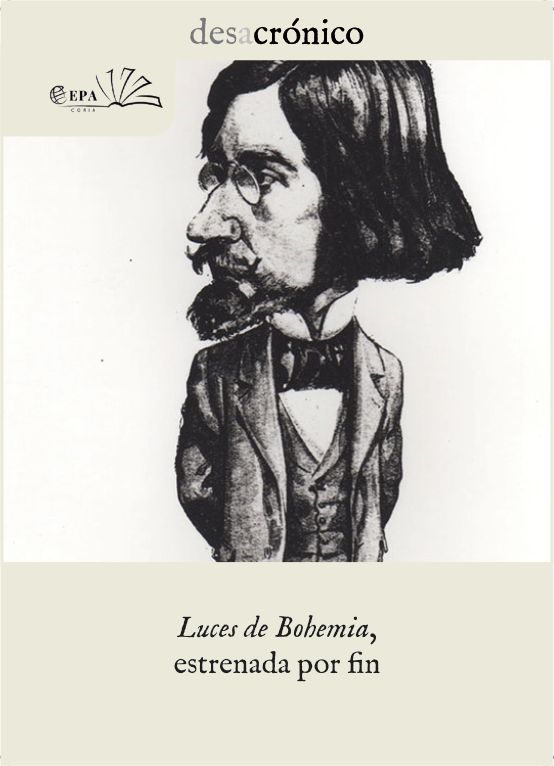 desacrónico
EPA
CORIA
Luces de Bohemia,
estrenada por fin